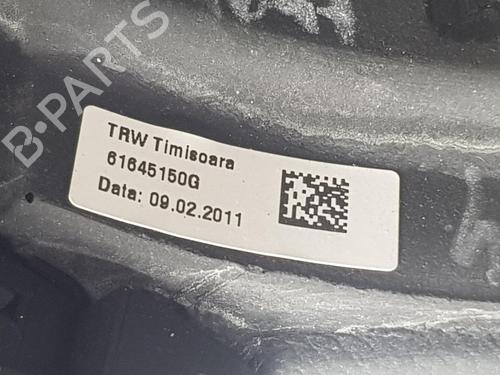 B-PARTS
TRW Timisoara
61645150G
Data: 09.02.2011